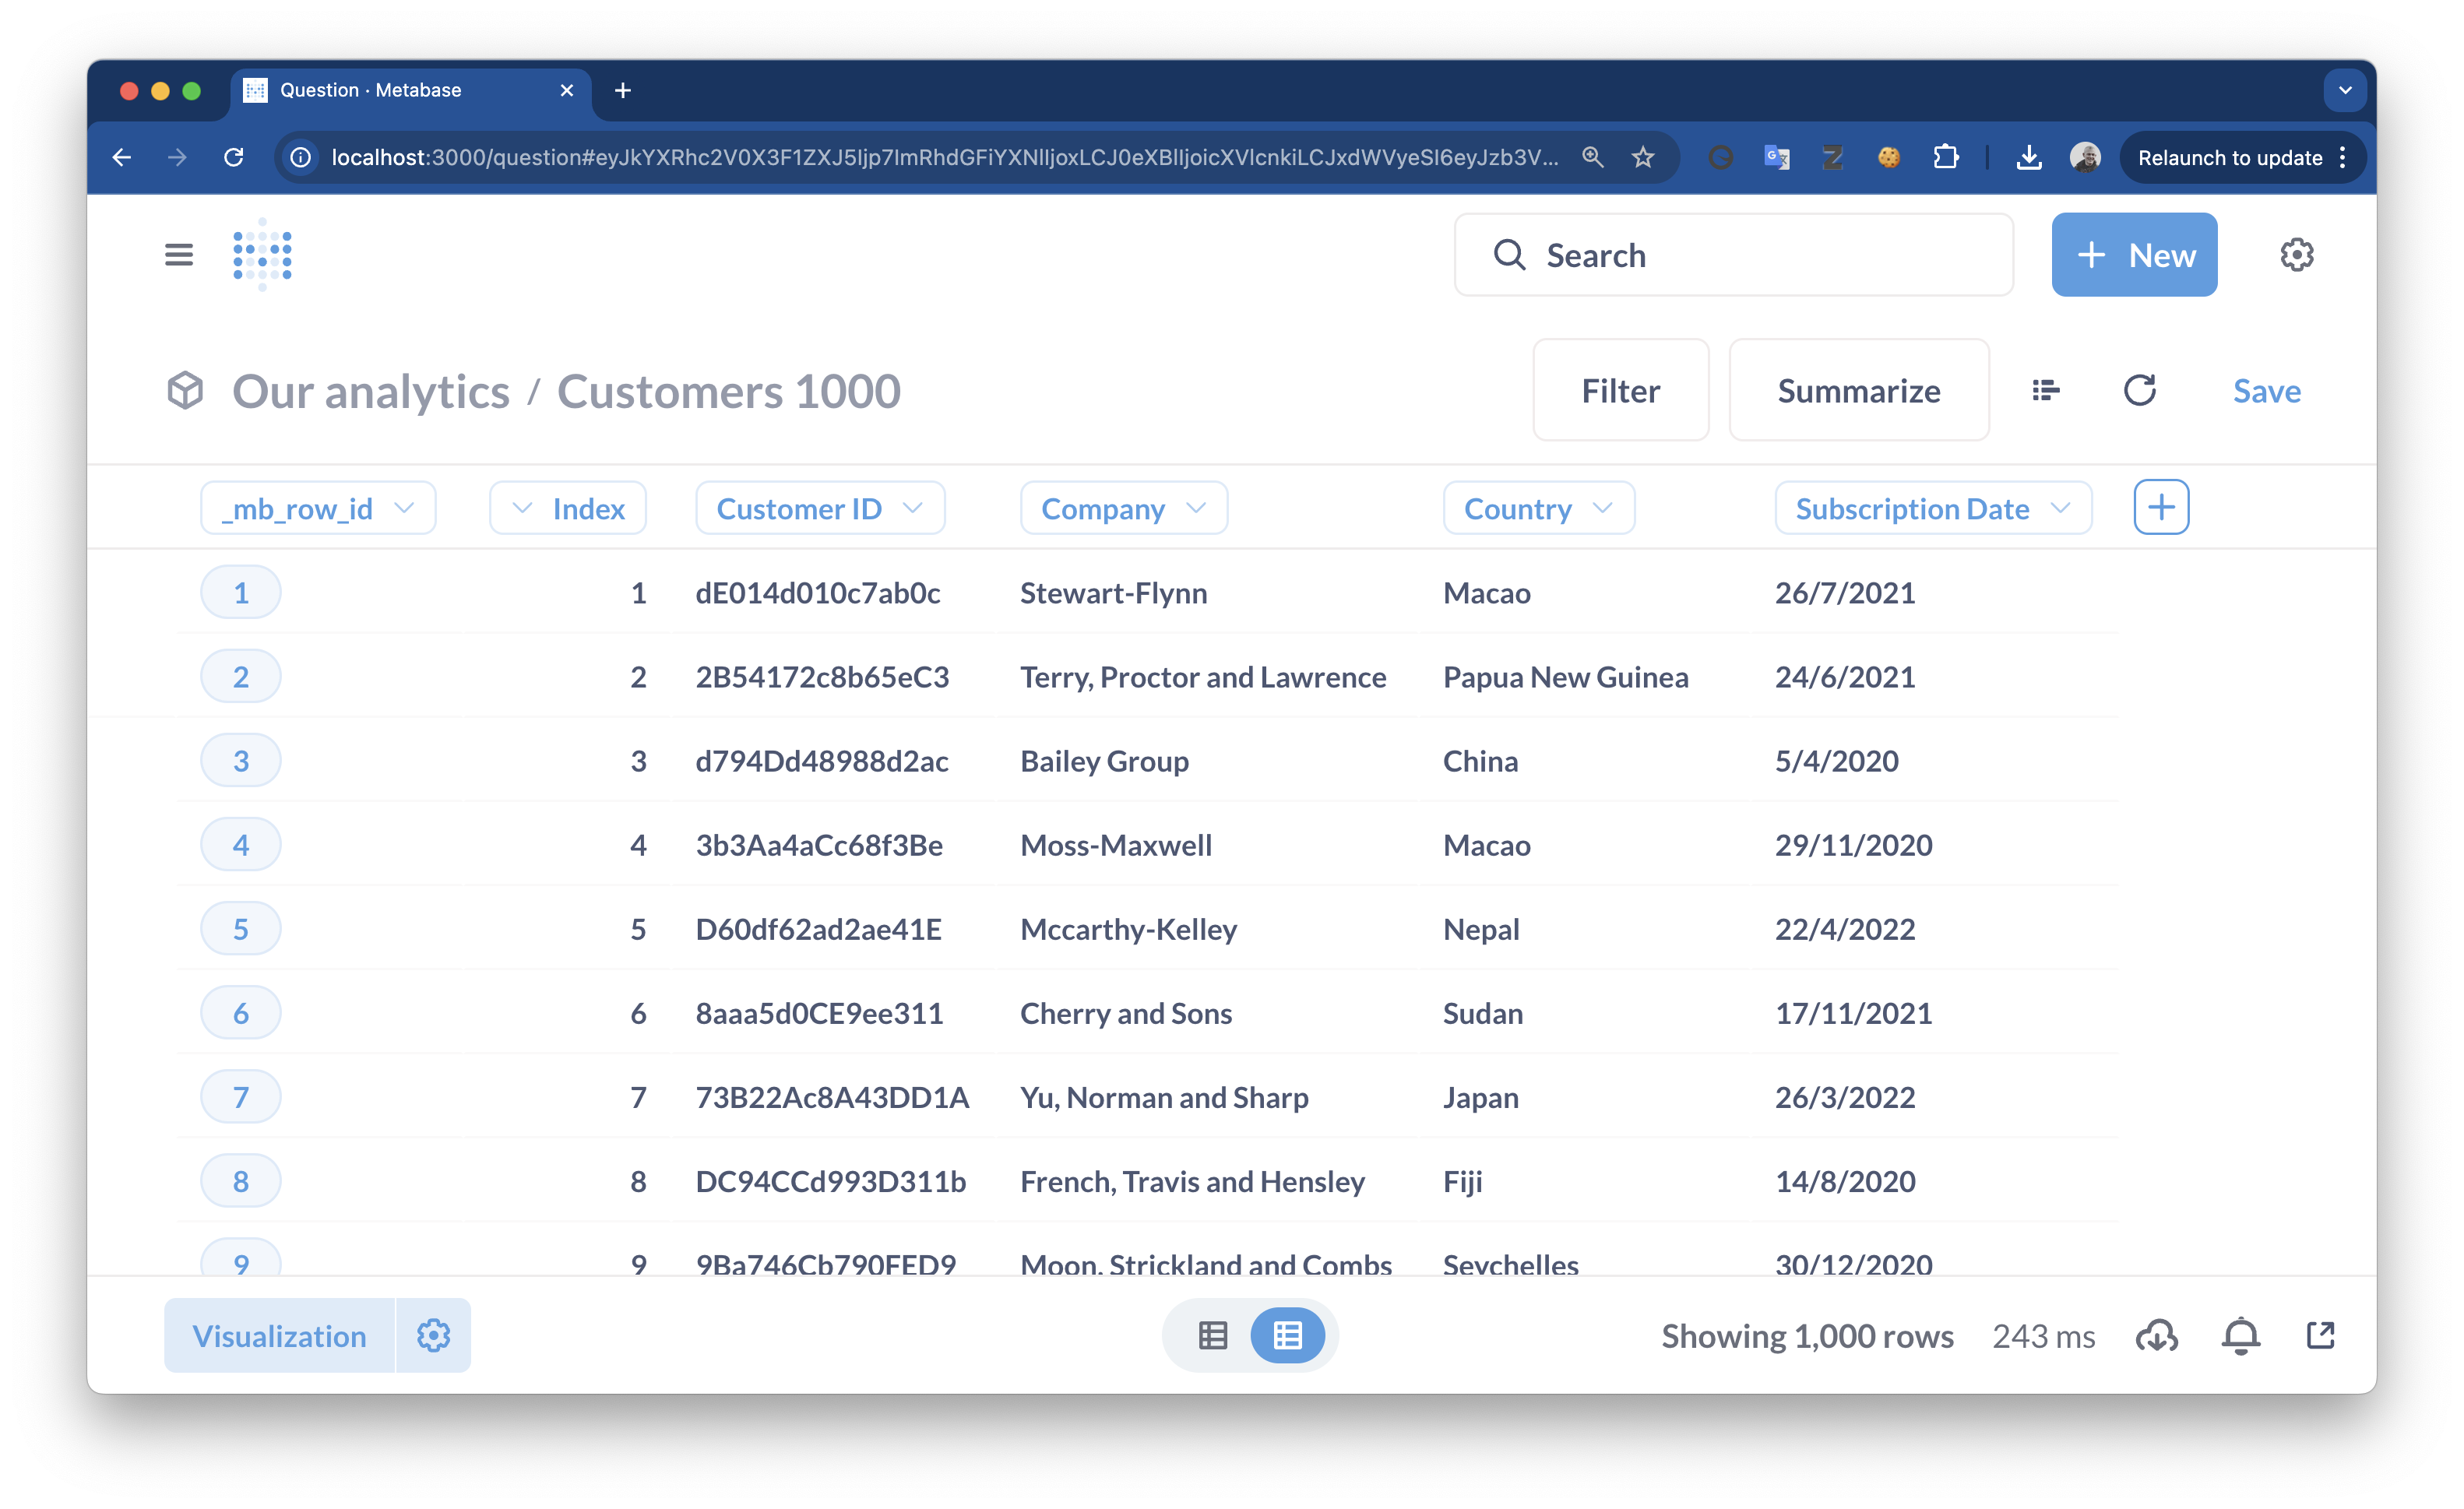 Question · Metabase
localhost:3000/question#eyJkYXRhc2V0X3F1ZXJ5Ijp7ImRhdGFiYXNlIjoxLCJ0eXBlIjoicXVlcnkiLCJxdWVyeSI6eyJzb3V... Relaunch to update
Search + New
Our analytics / Customers 1000 Filter Summarize Save
_mb_row_id Index Customer ID Company Country Subscription Date
1 1 dE014d010c7ab0c Stewart-Flynn Macao 26/7/2021
2 2 2B54172c8b65eC3 Terry, Proctor and Lawrence Papua New Guinea 24/6/2021
3 3 d794Dd48988d2ac Bailey Group China 5/4/2020
4 4 3b3Aa4aCc68f3Be Moss-Maxwell Macao 29/11/2020
5 5 D60df62ad2ae41E Mccarthy-Kelley Nepal 22/4/2022
6 6 8aaa5d0CE9ee311 Cherry and Sons Sudan 17/11/2021
7 7 73B22Ac8A43DD1A Yu, Norman and Sharp Japan 26/3/2022
8 8 DC94CCd993D311b French, Travis and Hensley Fiji 14/8/2020
9 9 9Ba746Cb790FED9 Moon, Strickland and Combs Seychelles 30/12/2020
Visualization Showing 1,000 rows 243 ms